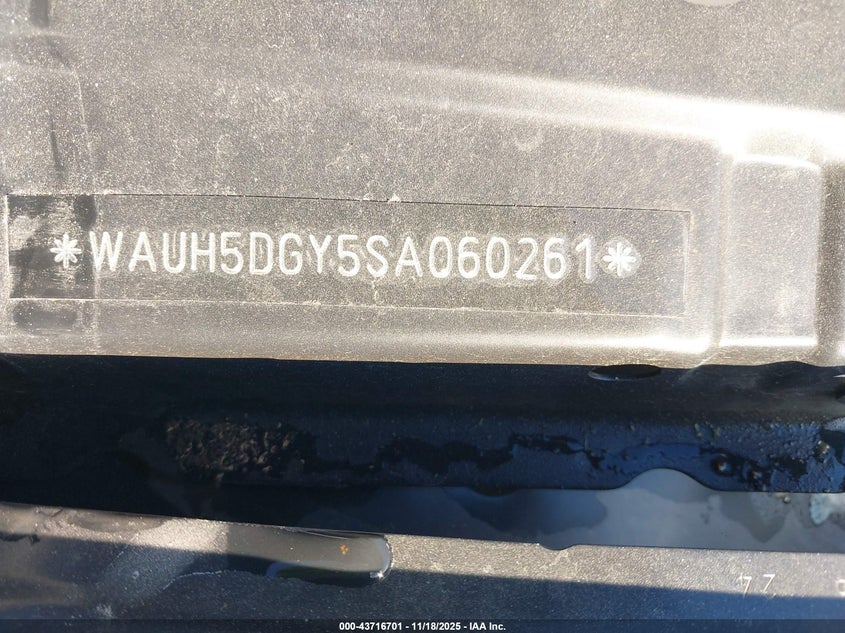 *WAUH5DGY5SA060261*
000-43716701 - 11/18/2025 - IAA Inc.